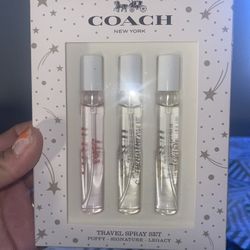 COACH
NEW YORK
TRAVEL SPRAY SET
POPPY · SIGNATURE · LEGACY